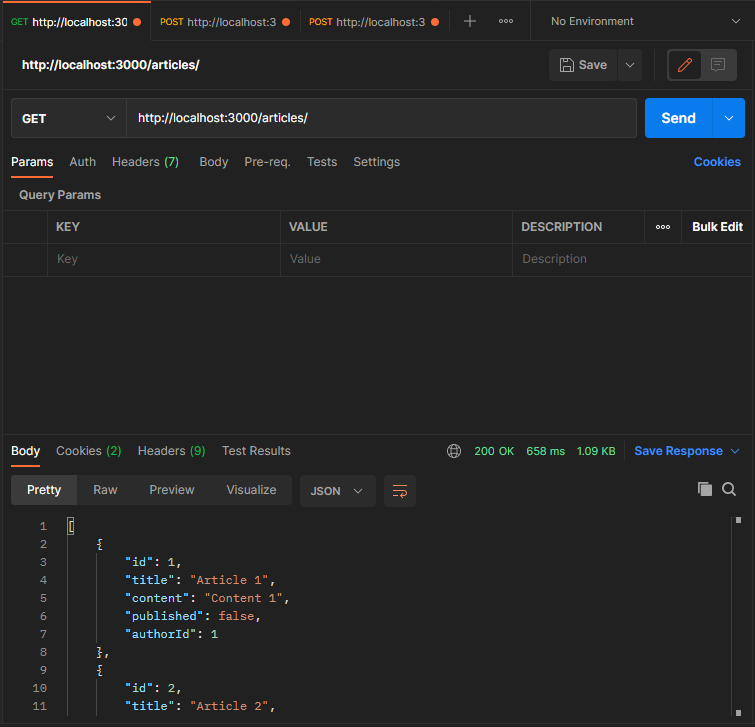 GET http://localhost:30 POST http://localhost:3 POST http://localhost:3 No Environment
http://localhost:3000/articles/ Save
GET http://localhost:3000/articles/ Send
Params Auth Headers (7) Body Pre-req. Tests Settings Cookies
Query Params
KEY VALUE DESCRIPTION Bulk Edit
Key Value Description
Body Cookies (2) Headers (9) Test Results 200 OK 658 ms 1.09 KB Save Response
Pretty Raw Preview Visualize JSON
1 [
2 {
3 "id": 1,
4 "title": "Article 1",
5 "content": "Content 1",
6 "published": false,
7 "authorId": 1
8 },
9 {
10 "id": 2,
11 "title": "Article 2",